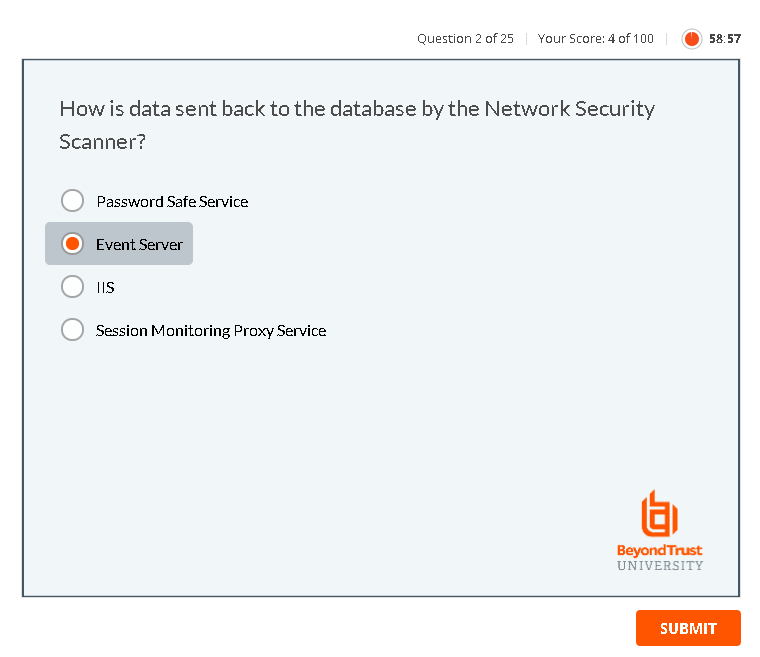 Question 2 of 25 | Your Score: 4 of 100 | 58:57
How is data sent back to the database by the Network Security
Scanner?
Password Safe Service
Event Server
IIS
Session Monitoring Proxy Service
BeyondTrust
UNIVERSITY
SUBMIT